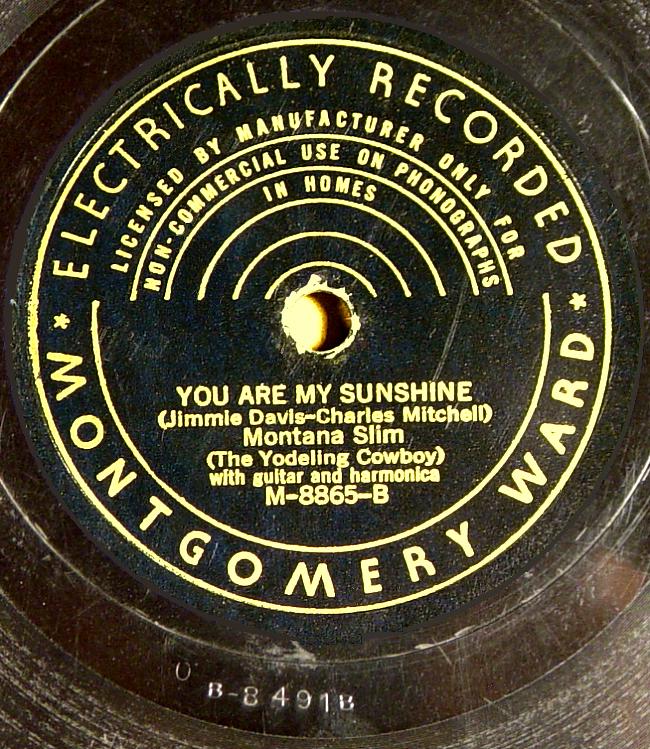 ELECTRICALLY RECORDED
LICENSED BY MANUFACTURER ONLY FOR
NON-COMMERCIAL USE ON PHONOGRAPHS
IN HOMES
YOU ARE MY SUNSHINE
(Jimmie Davis-Charles Mitchell)
Montana Slim
(The Yodeling Cowboy)
with guitar and harmonica
M-8865-B
* MONTGOMERY WARD *
B-8491B